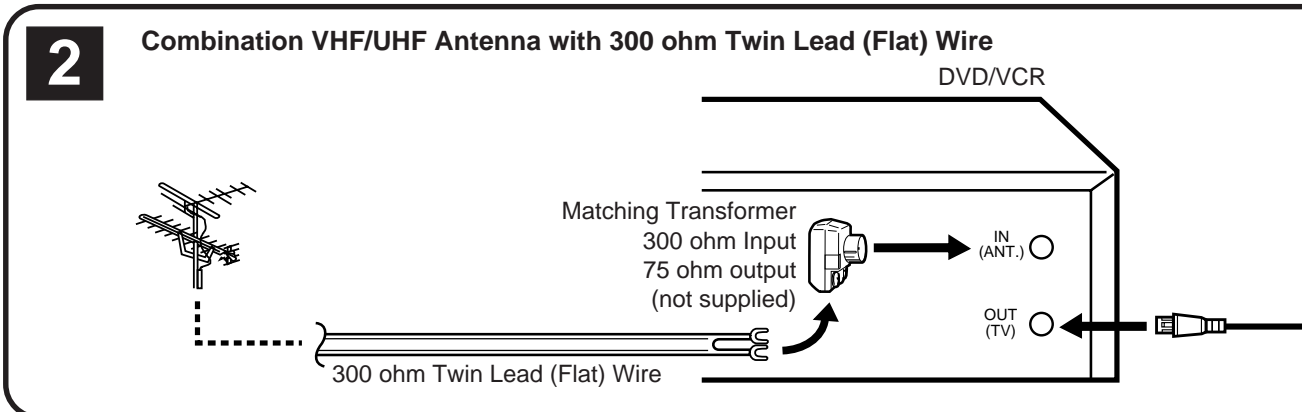 2
Combination VHF/UHF Antenna with 300 ohm Twin Lead (Flat) Wire
DVD/VCR
Matching Transformer
300 ohm Input
75 ohm output
(not supplied)
IN
(ANT.)
OUT
(TV)
300 ohm Twin Lead (Flat) Wire